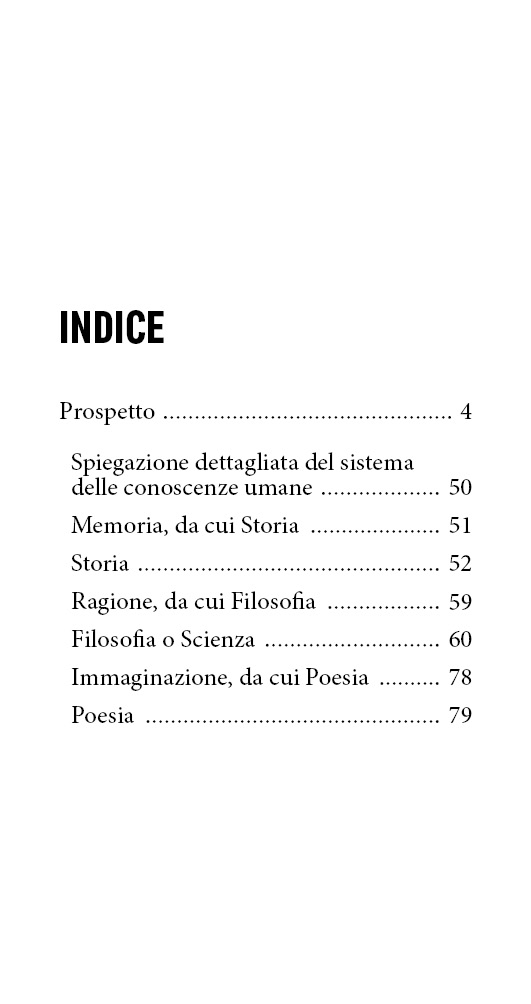 INDICE
Prospetto .............................................. 4
Spiegazione dettagliata del sistema
delle conoscenze umane ................... 50
Memoria, da cui Storia ..................... 51
Storia ................................................ 52
Ragione, da cui Filosofia .................. 59
Filosofia o Scienza ............................ 60
Immaginazione, da cui Poesia .......... 78
Poesia ............................................... 79